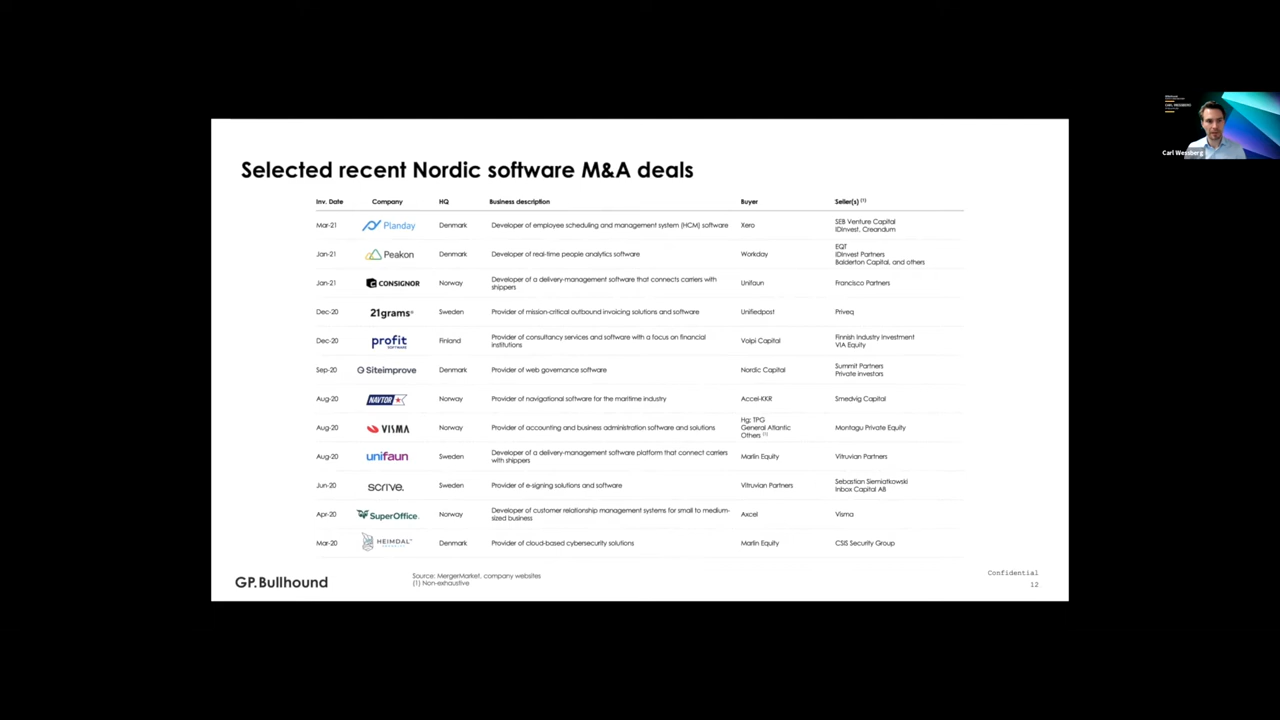 Selected recent Nordic software M&A deals
Inv. Date Company HQ Business description Buyer Seller(s) (1)
Mar-21 Planday Denmark Developer of employee scheduling and management system (HCM) software Xero SEB Venture Capital
IDInvest, Creandum
Jan-21 Peakon Denmark Developer of real-time people analytics software Workday EQT
IDInvest Partners
Balderton Capital, and others
Jan-21 CONSIGNOR Norway Developer of a delivery-management software that connects carriers with
shippers Unifaun Francisco Partners
Dec-20 21grams Sweden Provider of mission-critical outbound invoicing solutions and software Unifiedpost Priveq
Dec-20 profit SOFTWARE Finland Provider of consultancy services and software with a focus on financial
institutions Volpi Capital Finnish Industry Investment
VIA Equity
Sep-20 Siteimprove Denmark Provider of web governance software Nordic Capital Summit Partners
Private investors
Aug-20 NAVTOR Norway Provider of navigational software for the maritime industry Accel-KKR Smedvig Capital
Aug-20 VISMA Norway Provider of accounting and business administration software and solutions Hg; TPG
General Atlantic
Others (1) Montagu Private Equity
Aug-20 unifaun Sweden Developer of a delivery-management software platform that connect carriers
with shippers Marlin Equity Vitruvian Partners
Jun-20 scrive. Sweden Provider of e-signing solutions and software Vitruvian Partners Sebastian Siemiatkowski
Inbox Capital AB
Apr-20 SuperOffice. Norway Developer of customer relationship management systems for small to medium-
sized business Axcel Visma
Mar-20 HEIMDAL SECURITY Denmark Provider of cloud-based cybersecurity solutions Marlin Equity CSIS Security Group
GP.Bullhound
Source: MergerMarket, company websites
(1) Non-exhaustive
Confidential
12
Carl Wessberg